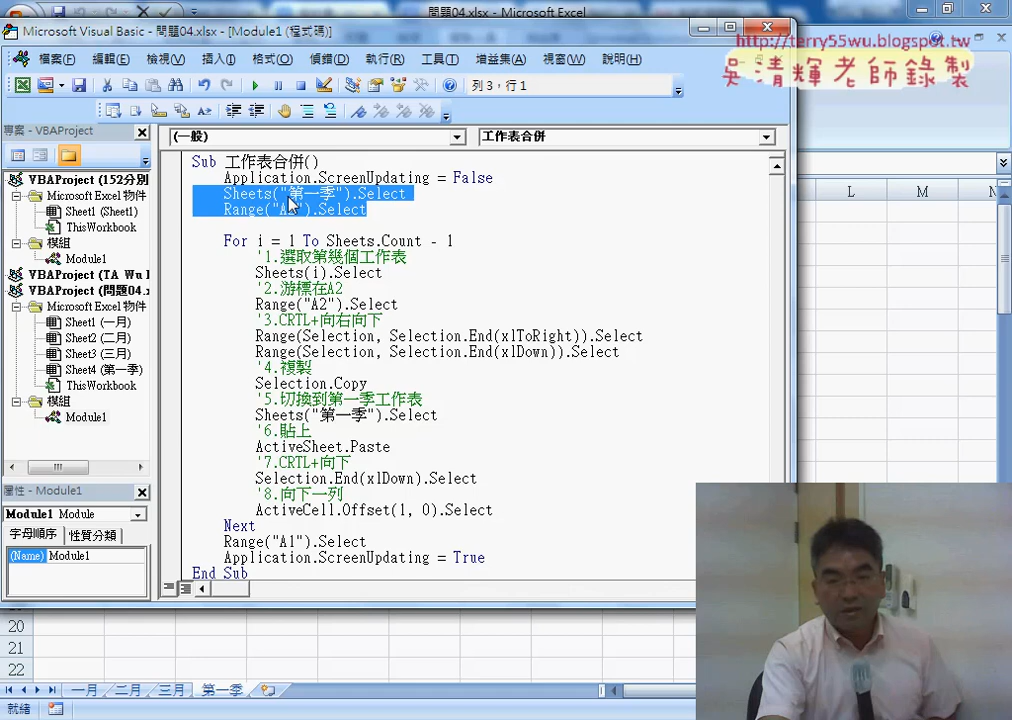 問題04.xlsx - Microsoft Excel
Microsoft Visual Basic - 問題04.xlsx - [Module1 (程式碼)]
http://terry55wu.blogspot.tw
吳清輝老師錄製
檔案(F) 編輯(E) 檢視(V) 插入(I) 格式(O) 偵錯(D) 執行(R) 工具(T) 增益集(A) 視窗(W) 說明(H)
列 3，行 1
專案 - VBAProject
(一般) 工作表合併
VBAProject (152分別
Microsoft Excel 物件
Sheet1 (Sheet1)
ThisWorkbook
模組
Module1
VBAProject (TA Wu I
VBAProject (問題04.x
Microsoft Excel 物件
Sheet1 (一月)
Sheet2 (二月)
Sheet3 (三月)
Sheet4 (第一季)
ThisWorkbook
模組
Module1
屬性 - Module1
Module1 Module
字母順序 性質分類
(Name) Module1
Sub 工作表合併()
Application.ScreenUpdating = False
Sheets("第一季").Select
Range("A2").Select
For i = 1 To Sheets.Count - 1
'1.選取第幾個工作表
Sheets(i).Select
'2.游標在A2
Range("A2").Select
'3.CRTL+向右向下
Range(Selection, Selection.End(xlToRight)).Select
Range(Selection, Selection.End(xlDown)).Select
'4.複製
Selection.Copy
'5.切換到第一季工作表
Sheets("第一季").Select
'6.貼上
ActiveSheet.Paste
'7.CRTL+向下
Selection.End(xlDown).Select
'8.向下一列
ActiveCell.Offset(1, 0).Select
Next
Range("A1").Select
Application.ScreenUpdating = True
End Sub
L M N
20
21
22
一月 二月 三月 第一季
就緒